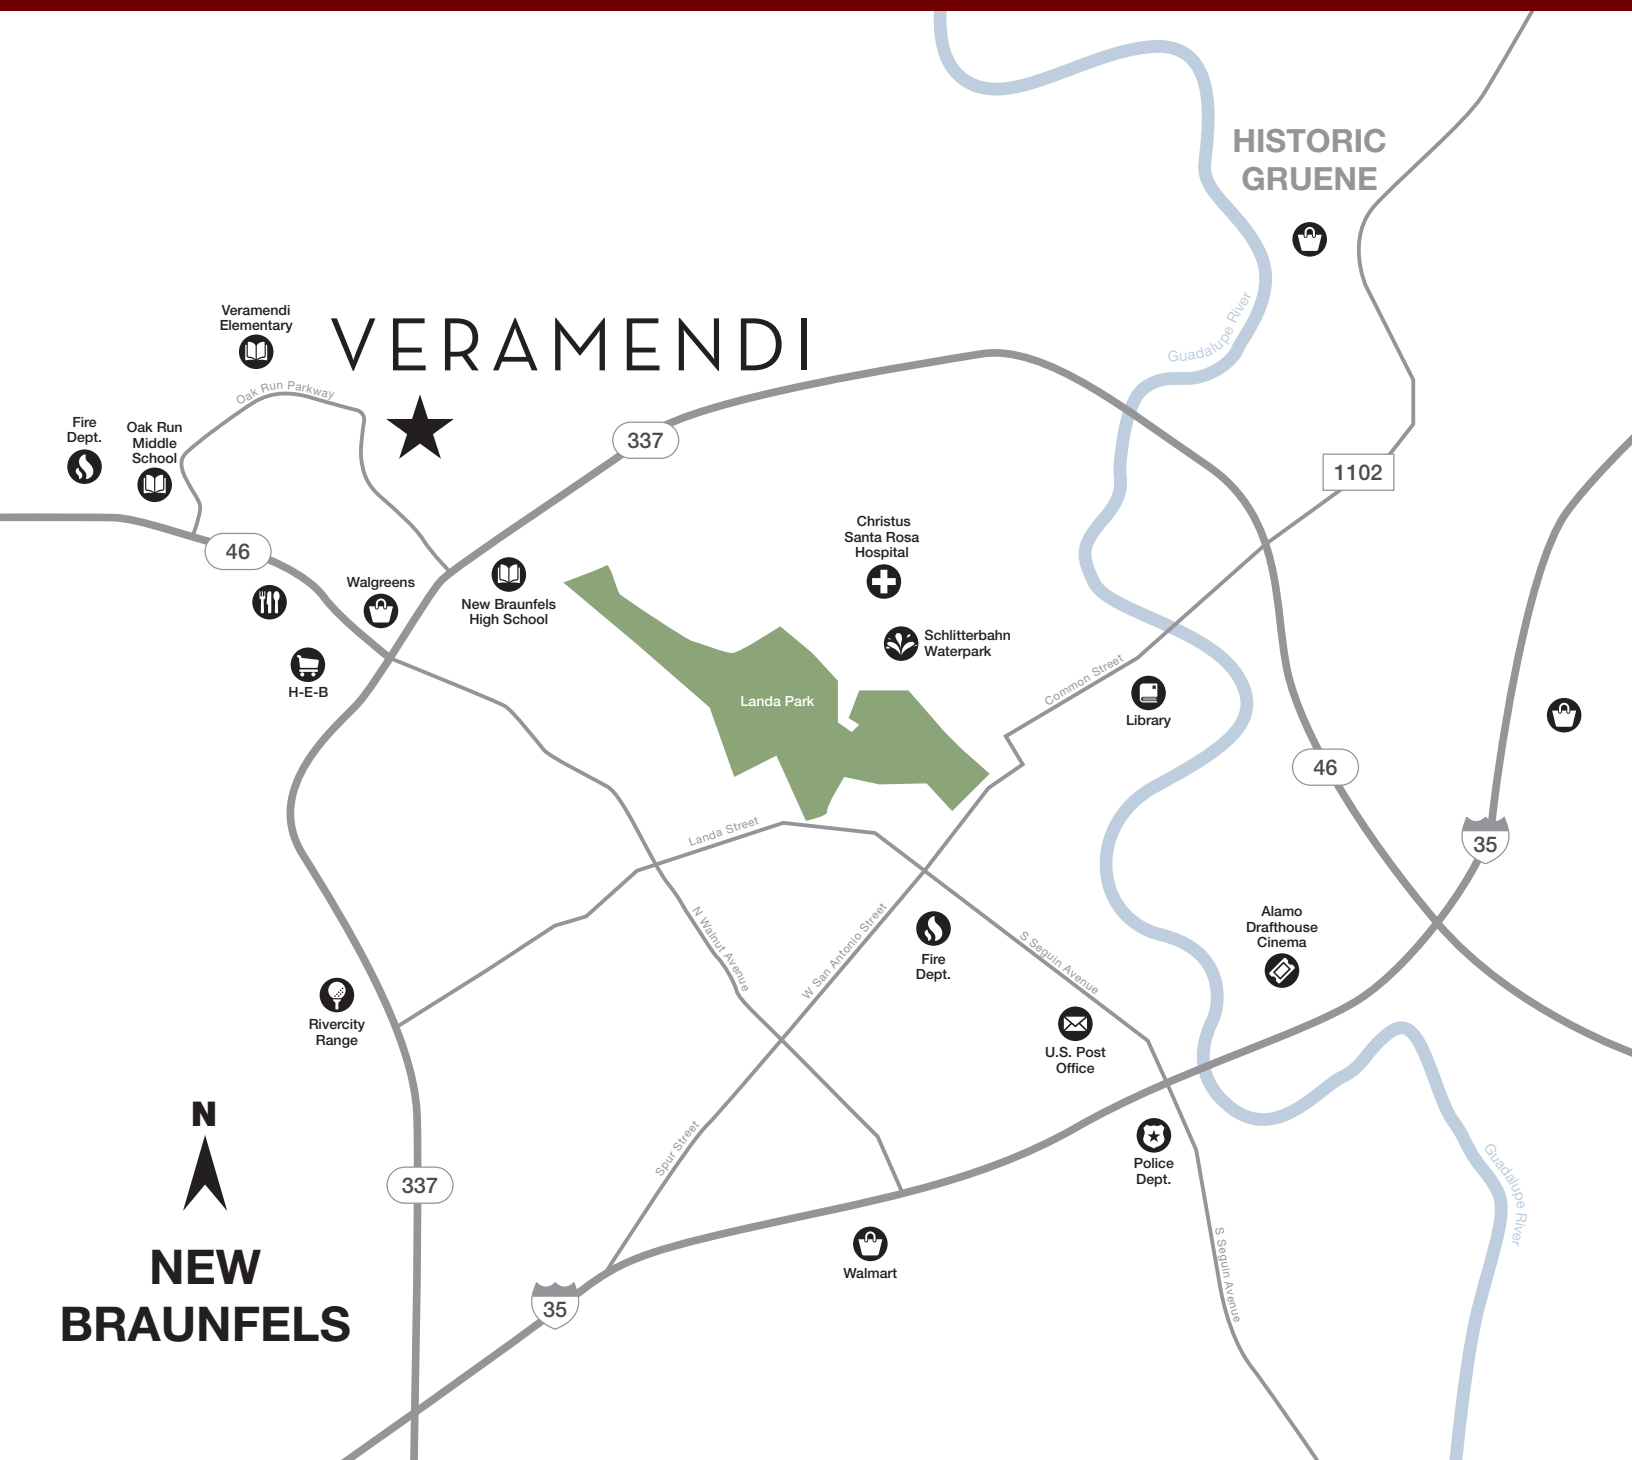 HISTORIC
GRUENE
Guadalupe River
Veramendi
Elementary
VERAMENDI
Oak Run Parkway
Fire
Dept.
Oak Run
Middle
School
337
1102
46
Christus
Santa Rosa
Hospital
Walgreens
New Braunfels
High School
Schlitterbahn
Waterpark
H-E-B
Landa Park
Common Street
Library
46
35
Landa Street
N Walnut Avenue
W San Antonio Street
Fire
Dept.
S Seguin Avenue
Alamo
Drafthouse
Cinema
Rivercity
Range
U.S. Post
Office
N
Spur Street
Police
Dept.
Guadalupe River
337
NEW
BRAUNFELS
Walmart
S Seguin Avenue
35